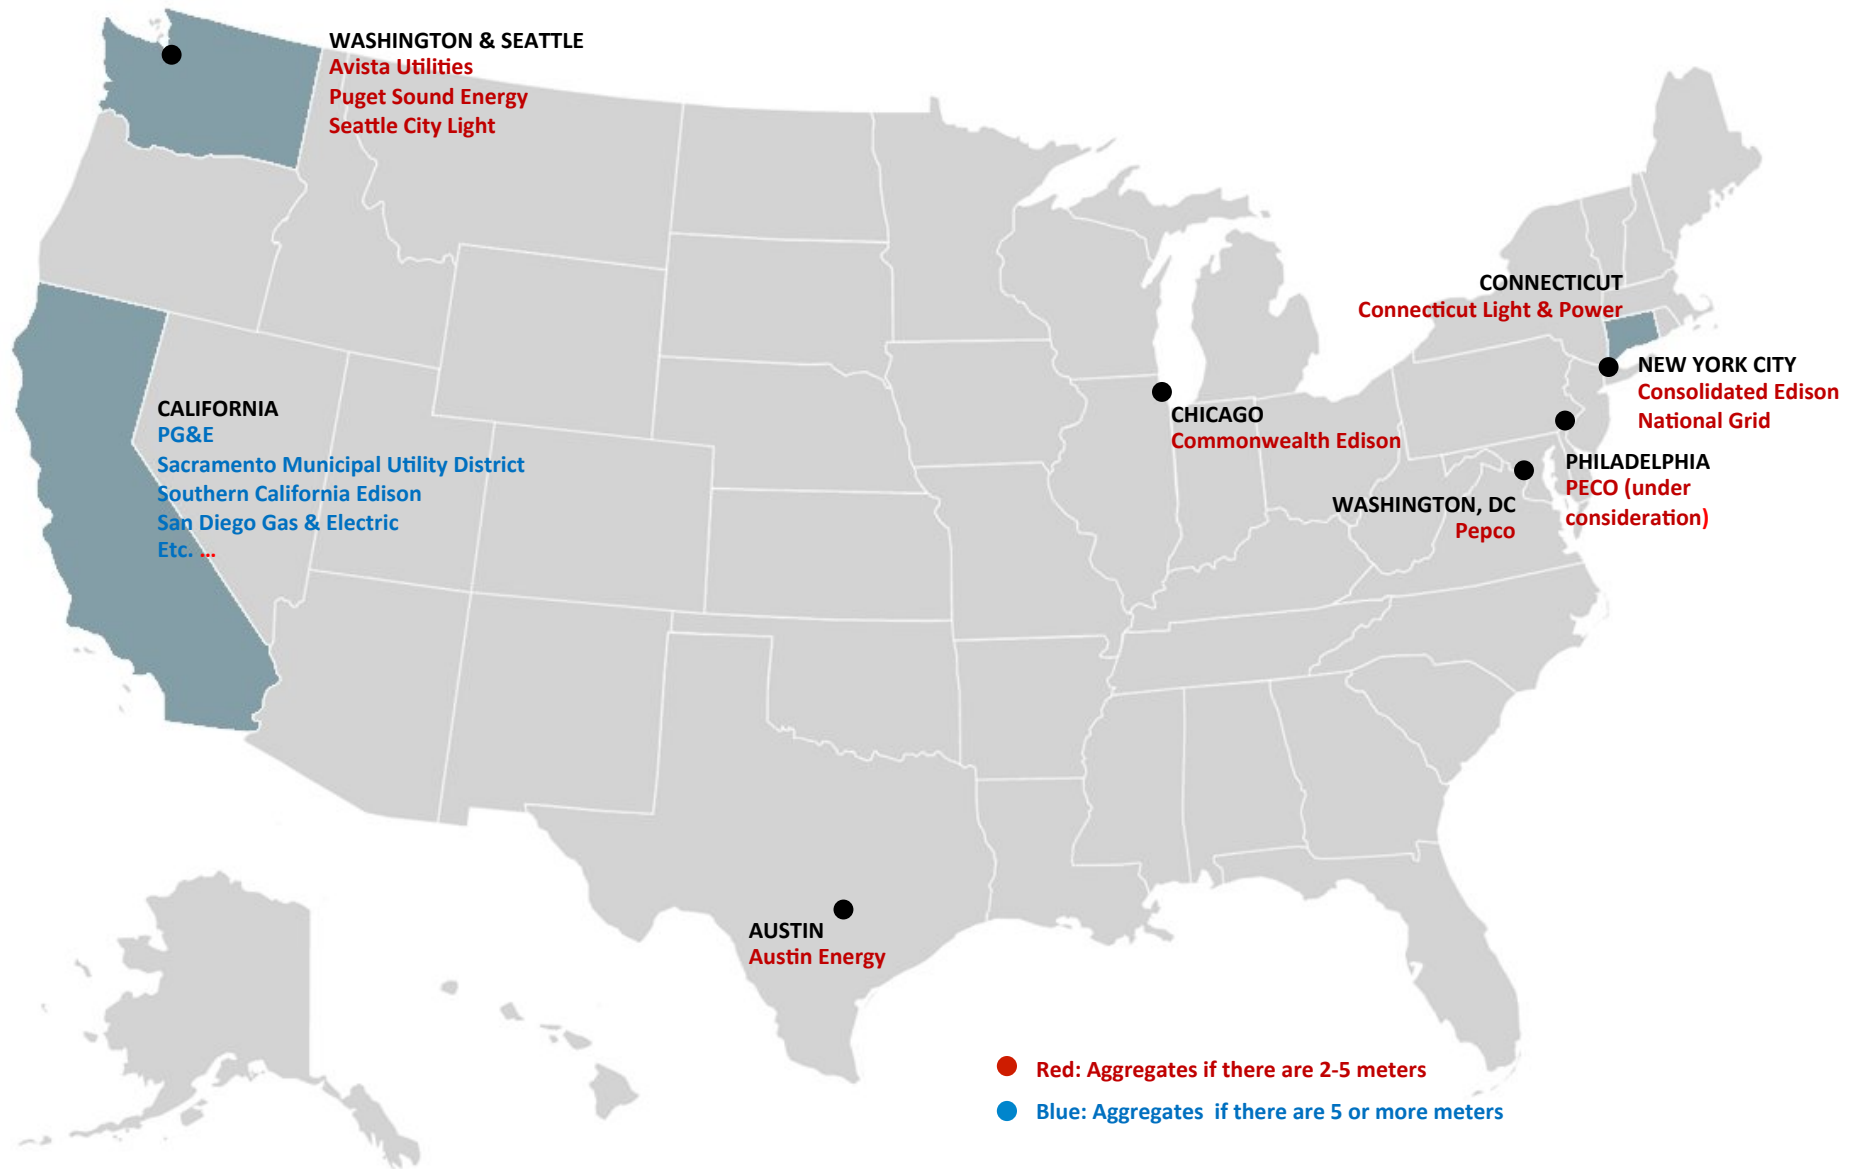 WASHINGTON & SEATTLE
Avista Utilities
Puget Sound Energy
Seattle City Light
CONNECTICUT
Connecticut Light & Power
NEW YORK CITY
Consolidated Edison
National Grid
CALIFORNIA
PG&E
Sacramento Municipal Utility District
Southern California Edison
San Diego Gas & Electric
Etc. ...
CHICAGO
Commonwealth Edison
PHILADELPHIA
PECO (under
consideration)
WASHINGTON, DC
Pepco
AUSTIN
Austin Energy
Red: Aggregates if there are 2-5 meters
Blue: Aggregates  if there are 5 or more meters